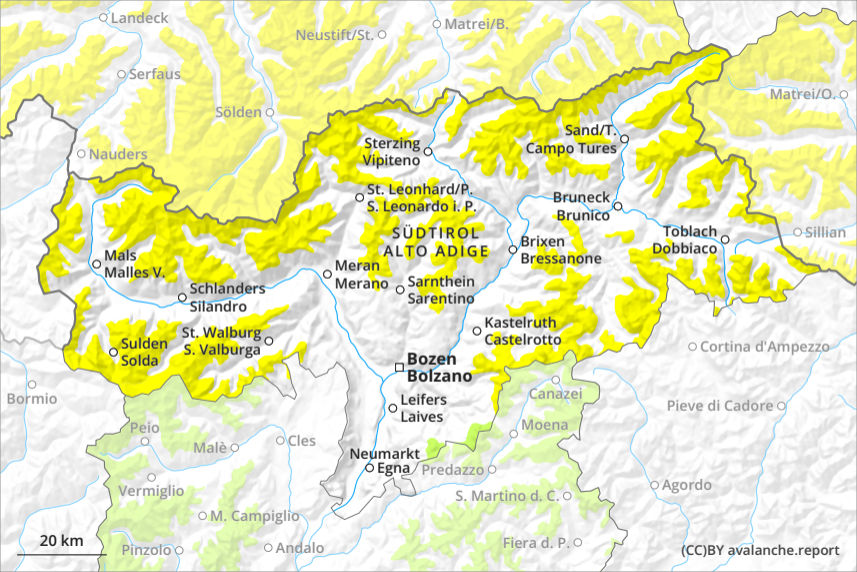 Landeck
Matrei/B.
Neustift/St.
Serfaus
Matrei/O.
Sölden
Sand/T.
Campo Tures
Sterzing
Vipiteno
Nauders
St. Leonhard/P.
S. Leonardo i. P.
Bruneck
Brunico
SÜDTIROL
ALTO ADIGE
Toblach
Dobbiaco
Sillian
Brixen
Bressanone
Mals
Malles V.
Meran
Merano
Sarnthein
Sarentino
Schlanders
Silandro
Kastelruth
Castelrotto
St. Walburg
S. Valburga
Sulden
Solda
Cortina d'Ampezzo
Bozen
Bolzano
Bormio
Canazei
Leifers
Laives
Pieve di Cadore
Peio
Moena
Cles
Malè
Neumarkt
Egna
Predazzo
Vermiglio
Agordo
S. Martino d. C.
M. Campiglio
20 km
Pinzolo
Andalo
Fiera d. P.
(CC)BY avalanche.report